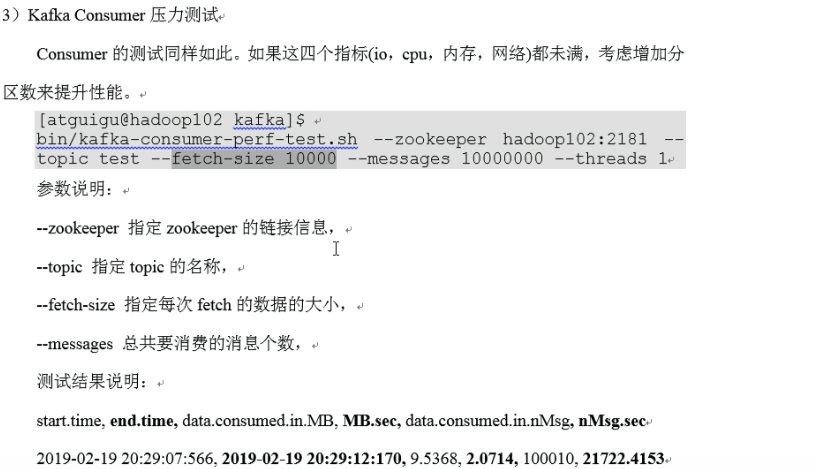 3）Kafka Consumer 压力测试
Consumer 的测试同样如此。如果这四个指标(io，cpu，内存，网络)都未满，考虑增加分
区数来提升性能。
[atguigu@hadoop102 kafka]$
bin/kafka-consumer-perf-test.sh --zookeeper hadoop102:2181 --
topic test --fetch-size 10000 --messages 10000000 --threads 1
参数说明：
--zookeeper 指定 zookeeper 的链接信息，
--topic 指定 topic 的名称，
--fetch-size 指定每次 fetch 的数据的大小，
--messages 总共要消费的消息个数，
测试结果说明：
start.time, end.time, data.consumed.in.MB, MB.sec, data.consumed.in.nMsg, nMsg.sec
2019-02-19 20:29:07:566, 2019-02-19 20:29:12:170, 9.5368, 2.0714, 100010, 21722.4153